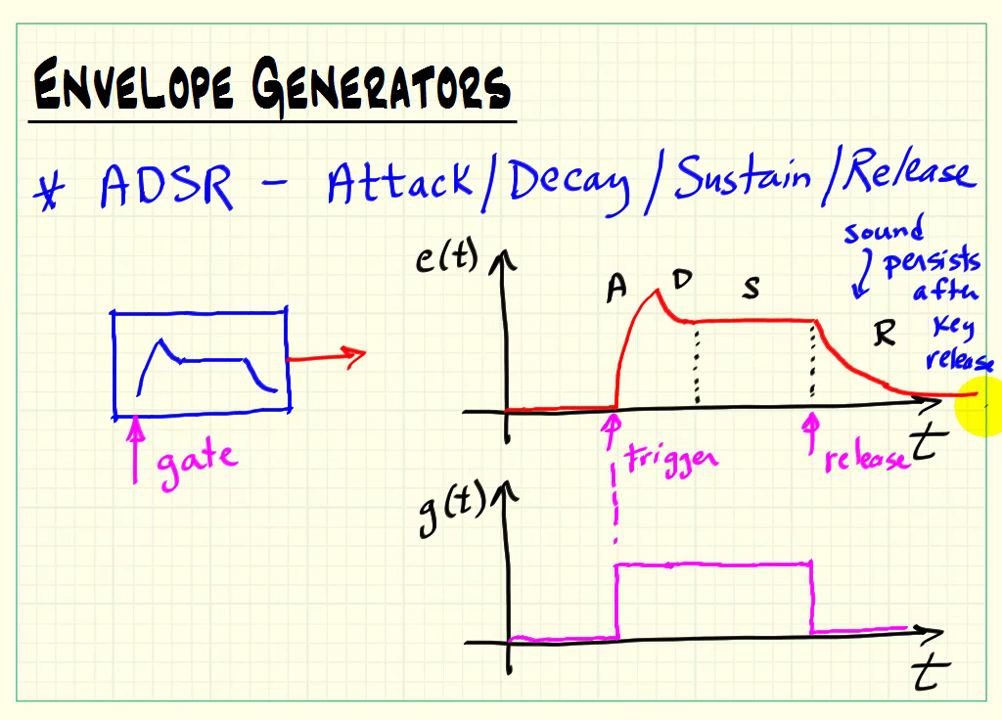 ENVELOPE GENERATORS
* ADSR - Attack/Decay/Sustain/Release
sound
persists
after
key
release
e(t)
A D S R
t
gate
trigger
release
g(t)
t